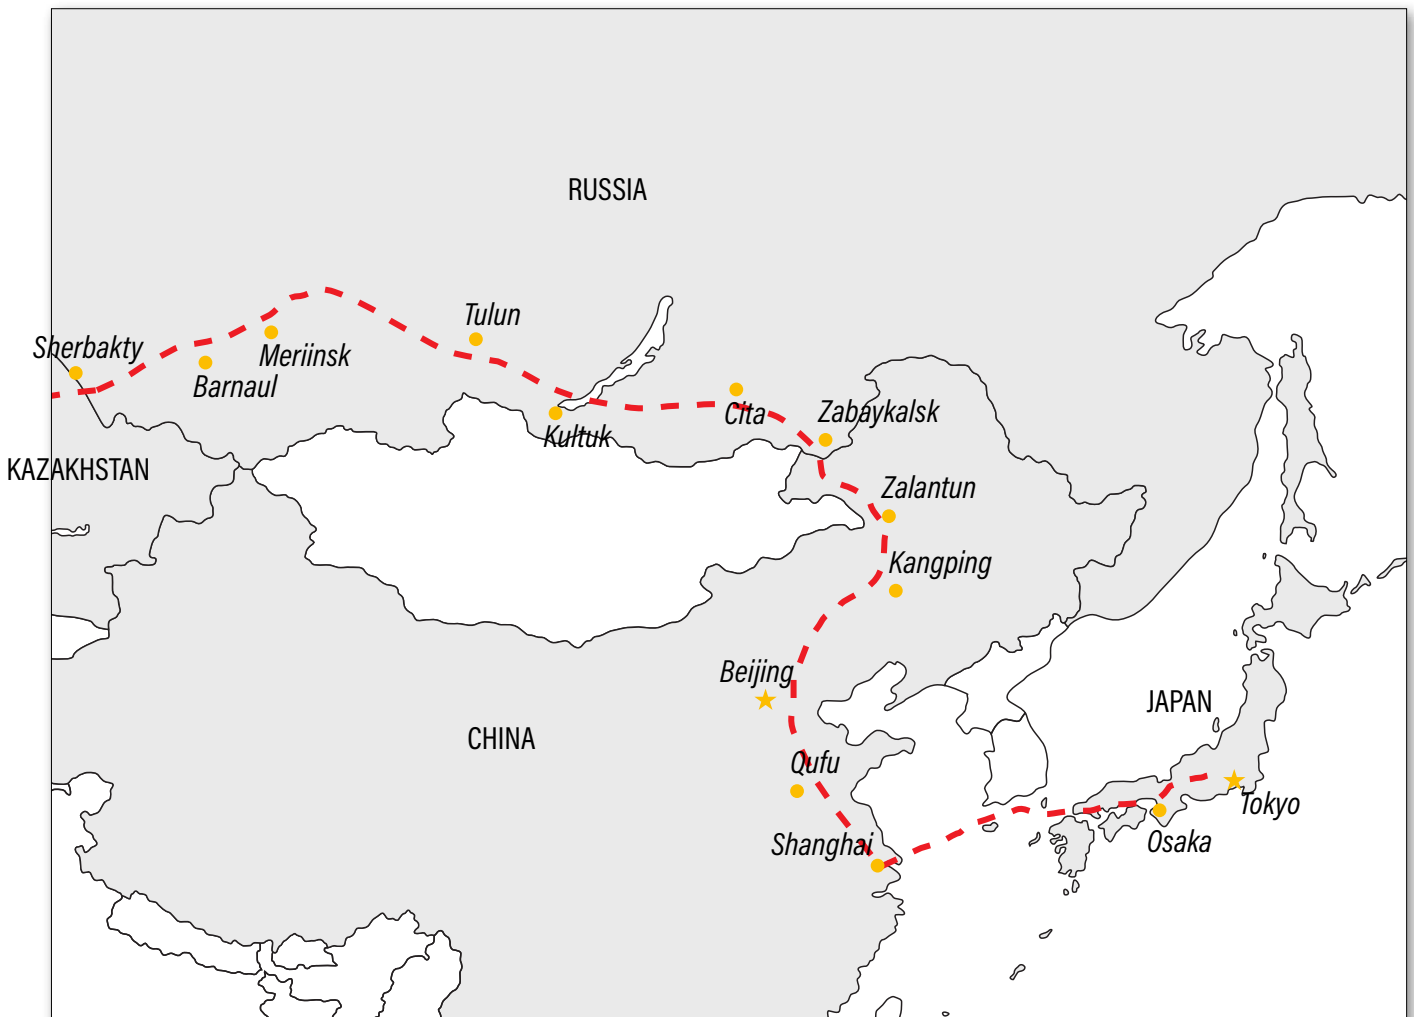 RUSSIA
Tulun
Sherbakty
Meriinsk
Barnaul
Cita
Zabaykalsk
Kultuk
KAZAKHSTAN
Zalantun
Kangping
Beijing
JAPAN
CHINA
Qufu
Tokyo
Shanghai
Osaka